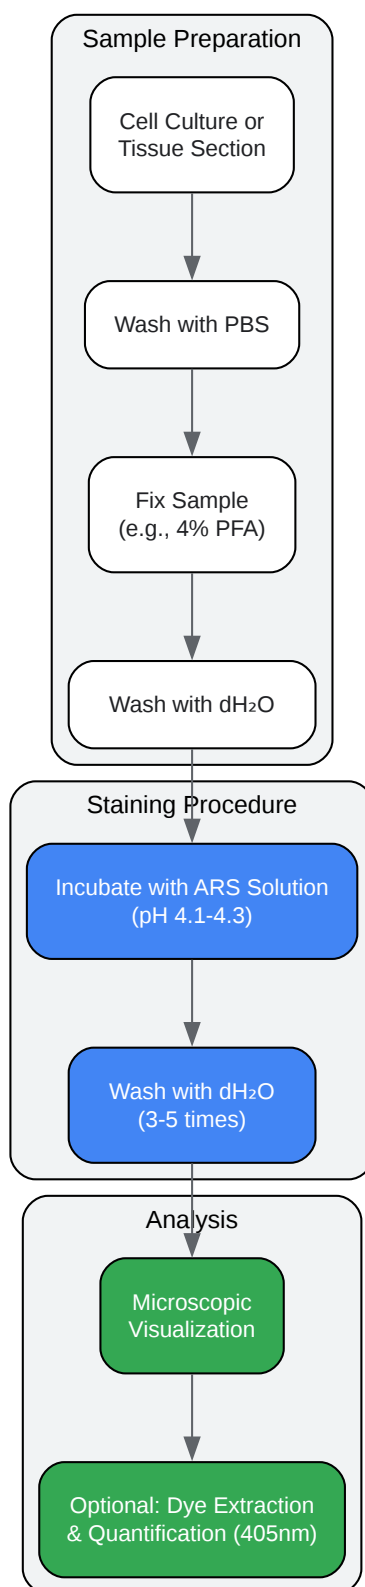 Sample Preparation
Cell Culture or
Tissue Section
Wash with PBS
Fix Sample
(e.g., 4% PFA)
Wash with dH₂O
Staining Procedure
Incubate with ARS Solution
(pH 4.1-4.3)
Wash with dH₂O
(3-5 times)
Analysis
Microscopic
Visualization
Optional: Dye Extraction
& Quantification (405nm)